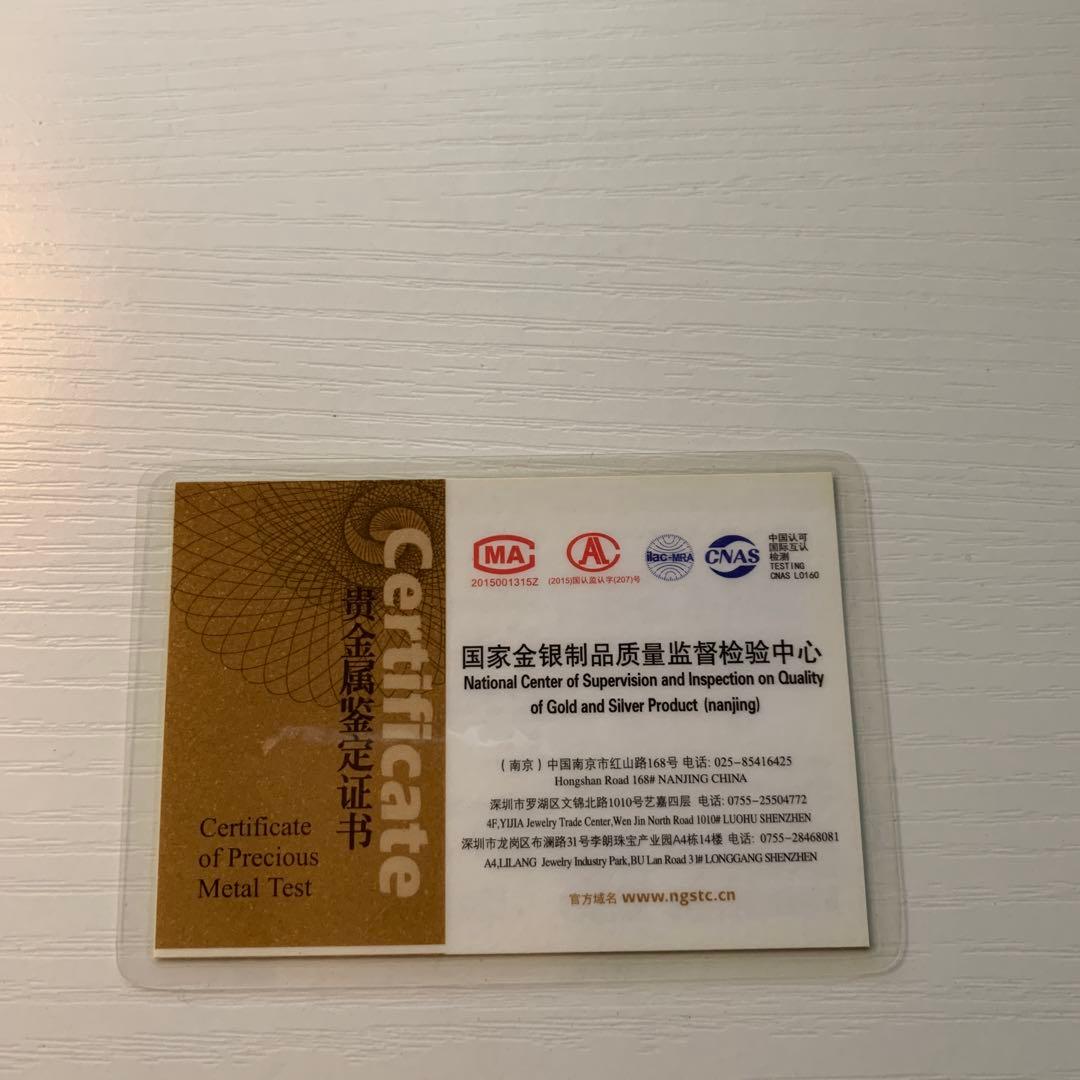 Certificate
贵金属鉴定证书
Certificate
of Precious
Metal Test
MA
2015001315Z
AL
(2015)国认监认字(207)号
ilac-MRA
CNAS
中国认可
国际互认
检测
TESTING
CNAS L0160
国家金银制品质量监督检验中心
National Center of Supervision and Inspection on Quality
of Gold and Silver Product (nanjing)
(南京)中国南京市红山路168号 电话: 025-85416425
Hongshan Road 168# NANJING CHINA
深圳市罗湖区文锦北路1010号艺嘉四层 电话: 0755-25504772
4F,YIJIA Jewelry Trade Center,Wen Jin North Road 1010# LUOHU SHENZHEN
深圳市龙岗区布澜路31号李朗珠宝产业园A4栋14楼 电话: 0755-28468081
A4,LILANG Jewelry Industry Park,BU Lan Road 31# LONGGANG SHENZHEN
官方域名 www.ngstc.cn